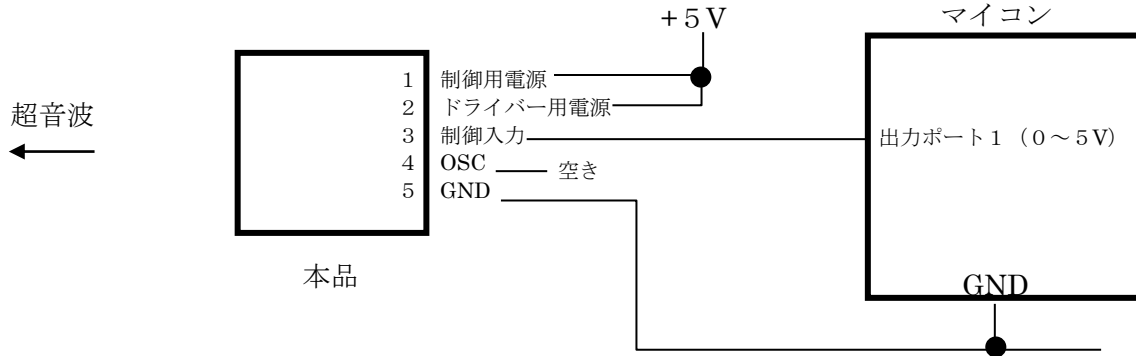 ＋５Ｖ
マイコン
超音波
１ 制御用電源
２ ドライバー用電源
３ 制御入力
４ OSC 空き
５ GND
出力ポート１（０～５V）
本品
GND